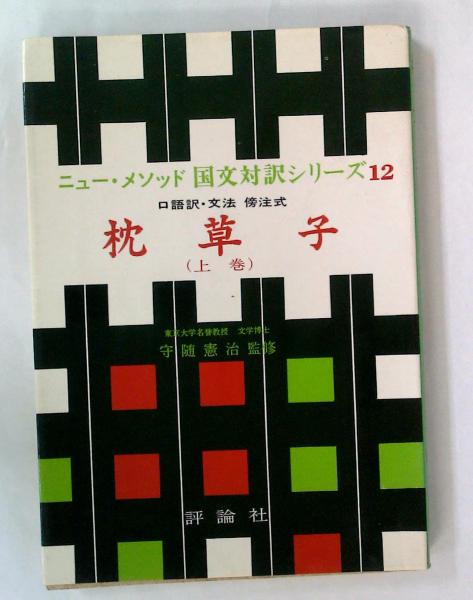 ニュー・メソッド 国文対訳シリーズ12
口語訳・文法 傍注式
枕草子
(上巻)
東京大学名誉教授 文学博士
守随憲治監修
評論社